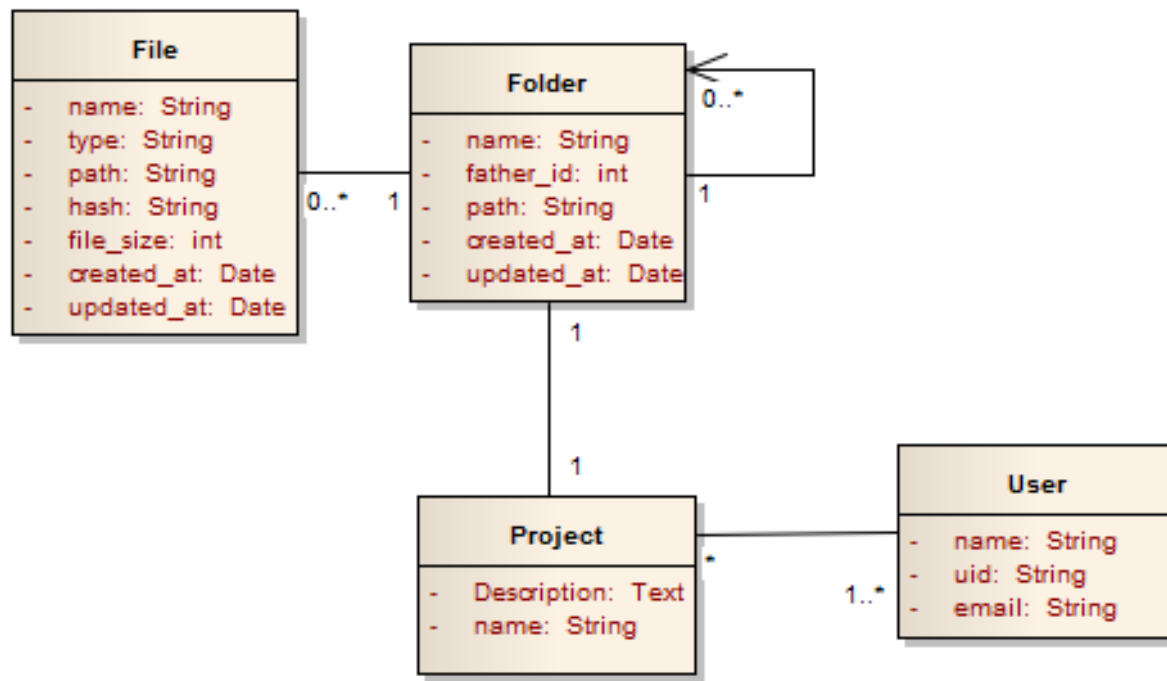 File
- name: String
- type: String
- path: String
- hash: String
- file_size: int
- created_at: Date
- updated_at: Date
0..*
1
Folder
- name: String
- father_id: int
- path: String
- created_at: Date
- updated_at: Date
0..*
1
1
1
Project
- Description: Text
- name: String
*
1..*
User
- name: String
- uid: String
- email: String